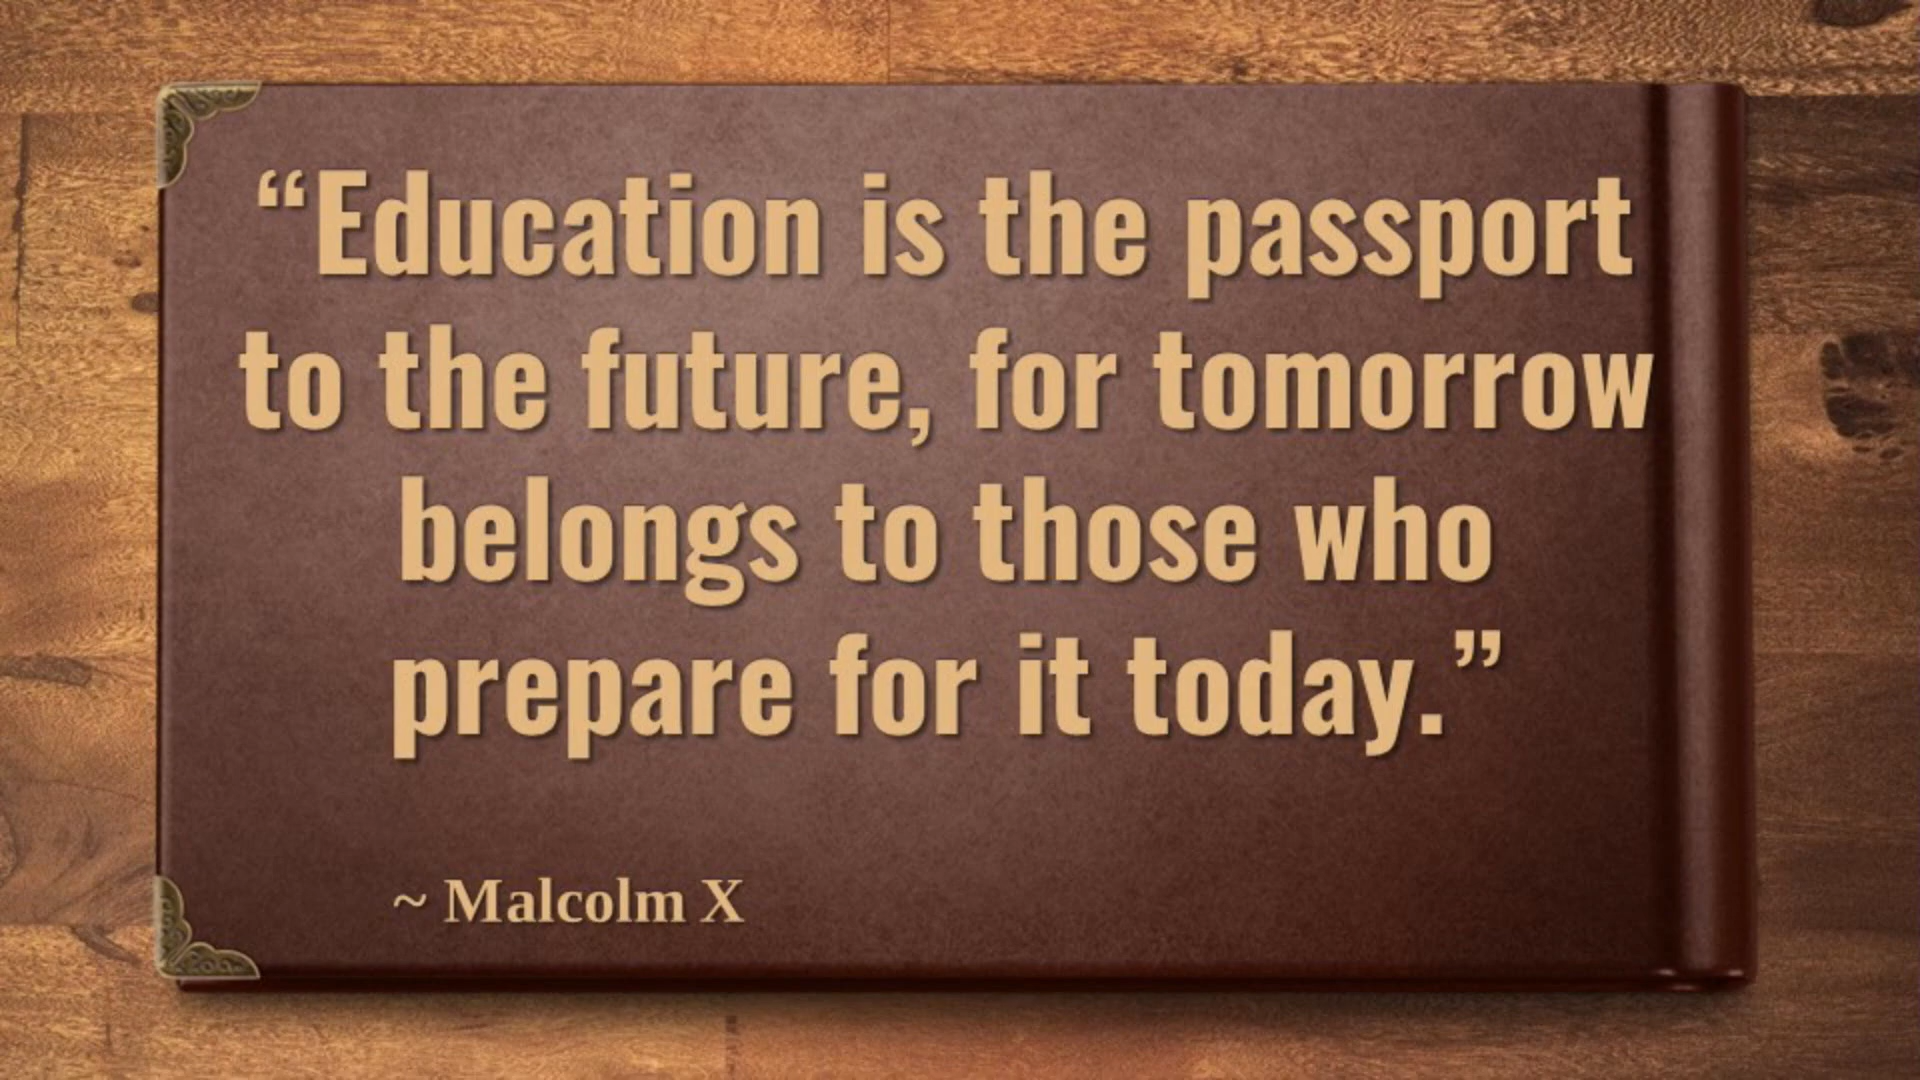 “Education is the passport
to the future, for tomorrow
belongs to those who
prepare for it today.”
~ Malcolm X